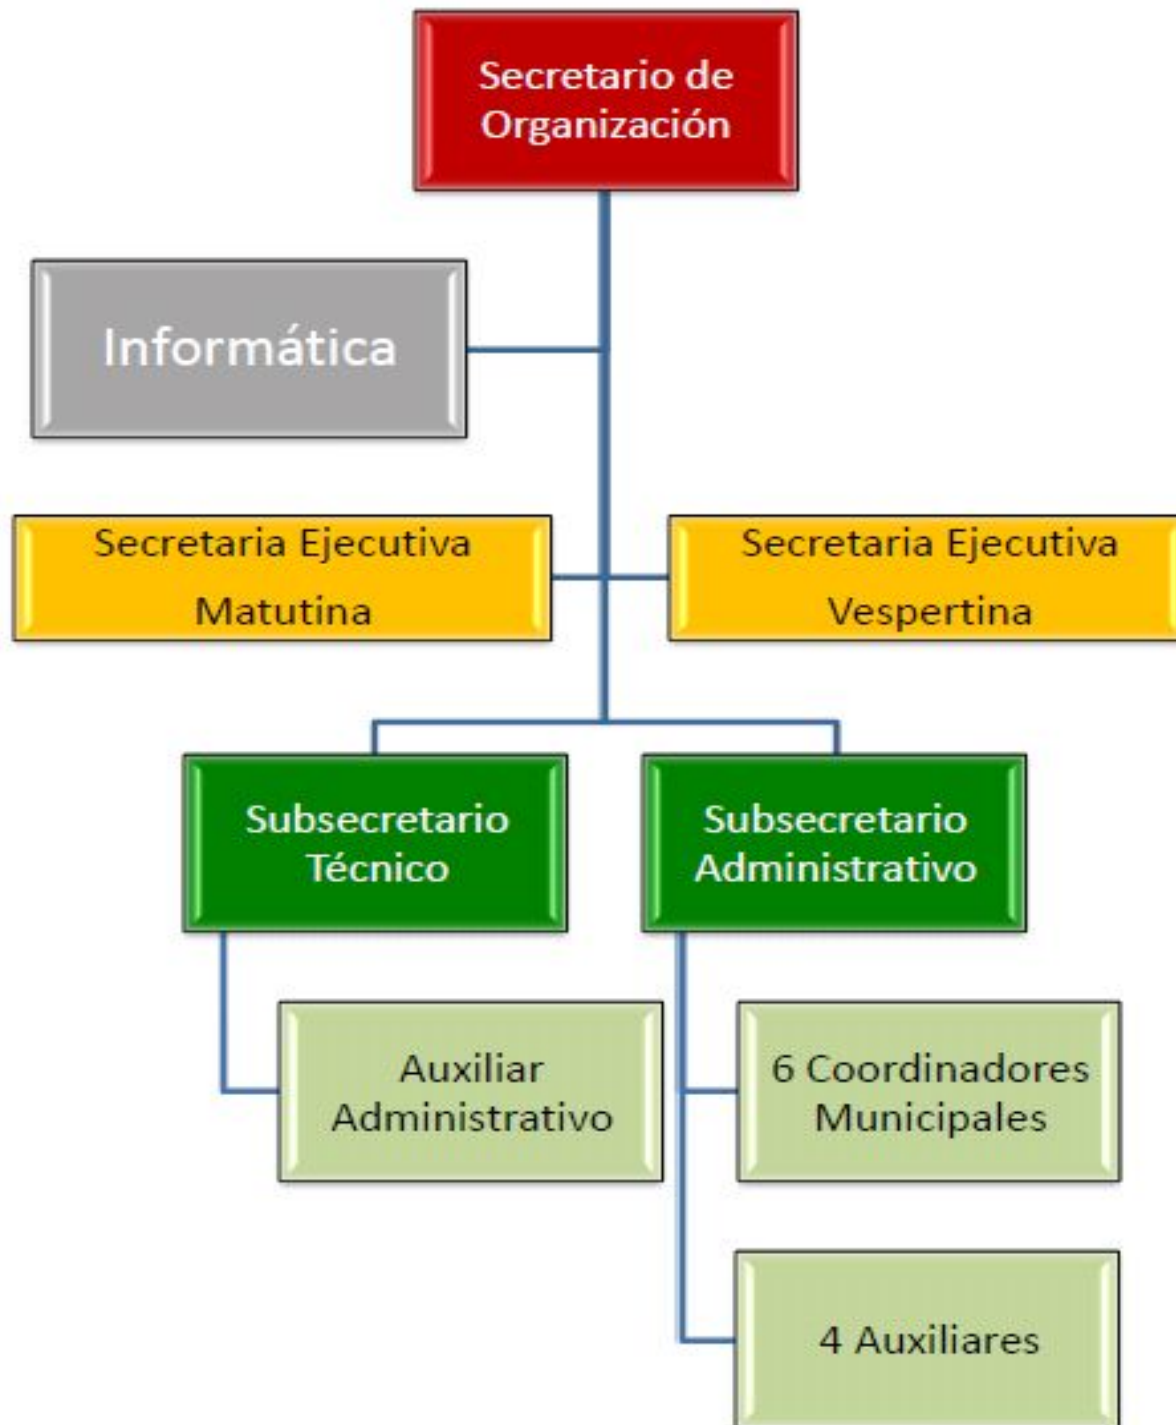 Secretario de
Organización
Informática
Secretaria Ejecutiva
Matutina
Secretaria Ejecutiva
Vespertina
Subsecretario
Técnico
Subsecretario
Administrativo
Auxiliar
Administrativo
6 Coordinadores
Municipales
4 Auxiliares